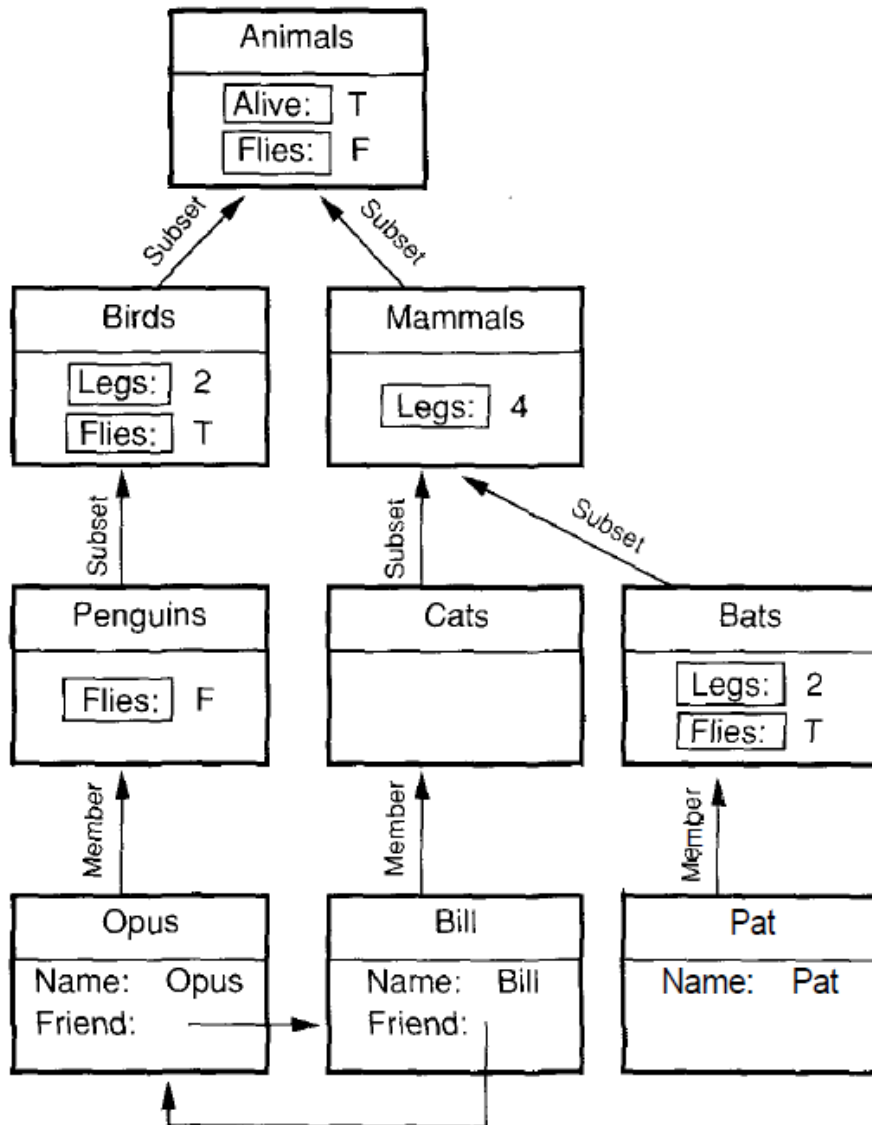 Animals
Alive: T
Flies: F
Subset
Subset
Birds
Legs: 2
Flies: T
Mammals
Legs: 4
Subset
Subset
Subset
Penguins
Flies: F
Cats
Bats
Legs: 2
Flies: T
Member
Member
Member
Opus
Name: Opus
Friend:
Bill
Name: Bill
Friend:
Pat
Name: Pat